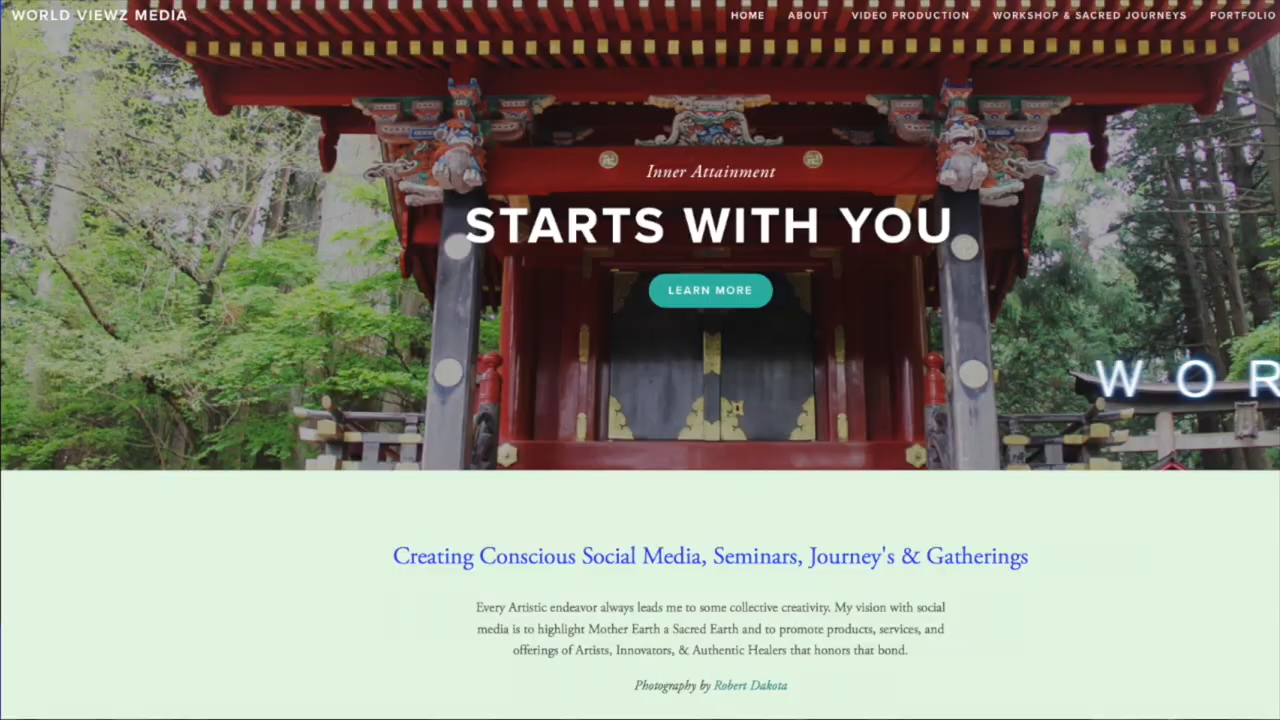 WORLD VIEWZ MEDIA
HOME ABOUT VIDEO PRODUCTION WORKSHOP & SACRED JOURNEYS PORTFOLIO
Inner Attainment
STARTS WITH YOU
LEARN MORE
WOR
Creating Conscious Social Media, Seminars, Journey's & Gatherings
Every Artistic endeavor always leads me to some collective creativity. My vision with social
media is to highlight Mother Earth a Sacred Earth and to promote products, services, and
offerings of Artists, Innovators, & Authentic Healers that honors that bond.
Photography by Robert Dakota